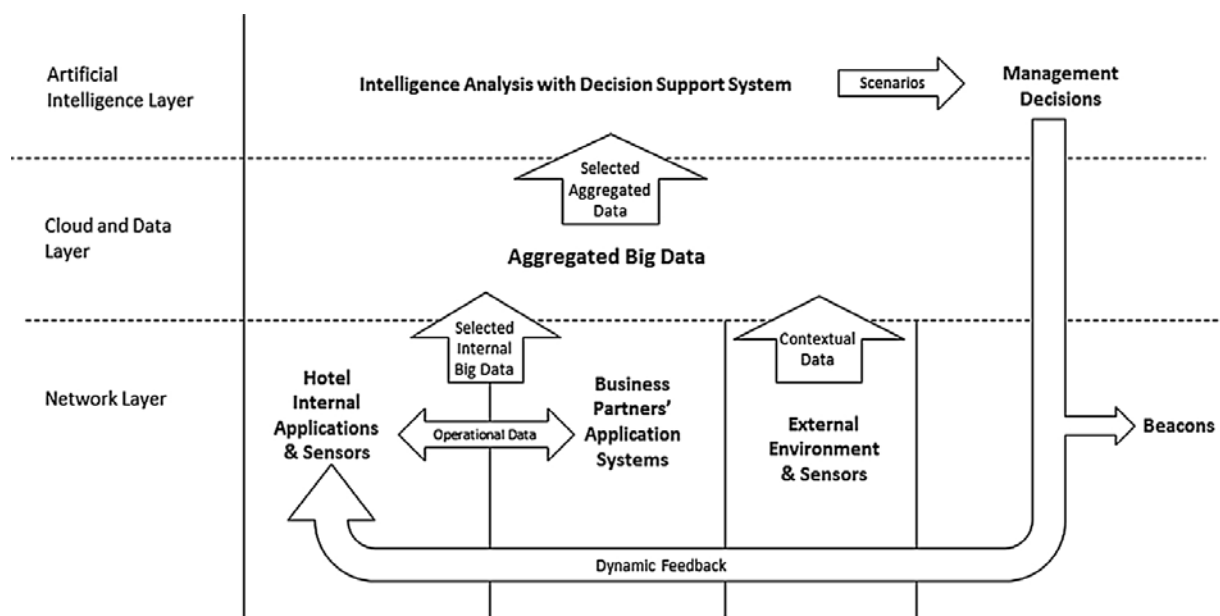 Artificial
Intelligence Layer
Intelligence Analysis with Decision Support System
Scenarios
Management
Decisions
Selected
Aggregated
Data
Cloud and Data
Layer
Aggregated Big Data
Selected
Internal
Big Data
Contextual
Data
Network Layer
Hotel
Internal
Applications
& Sensors
Operational Data
Business
Partners'
Application
Systems
External
Environment
& Sensors
Beacons
Dynamic Feedback